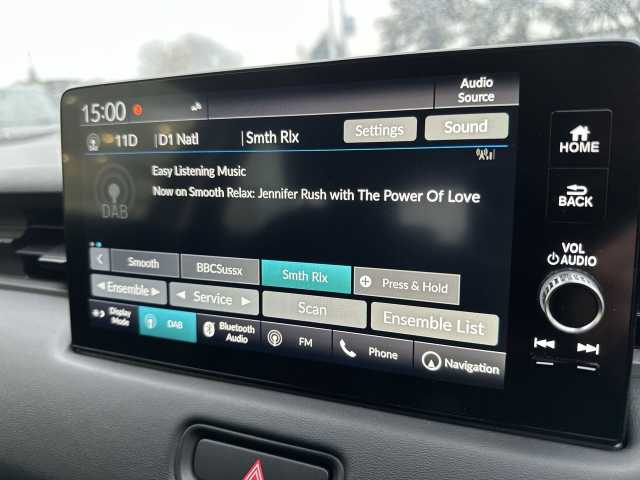 15:00
Audio Source
DAB 11D |D1 Natl |Smth Rlx Settings Sound
Easy Listening Music
Now on Smooth Relax: Jennifer Rush with The Power Of Love
DAB
HOME
BACK
VOL
AUDIO
Smooth BBCSussx Smth Rlx Press & Hold
Ensemble Service Scan Ensemble List
Display Mode DAB Bluetooth Audio FM Phone Navigation